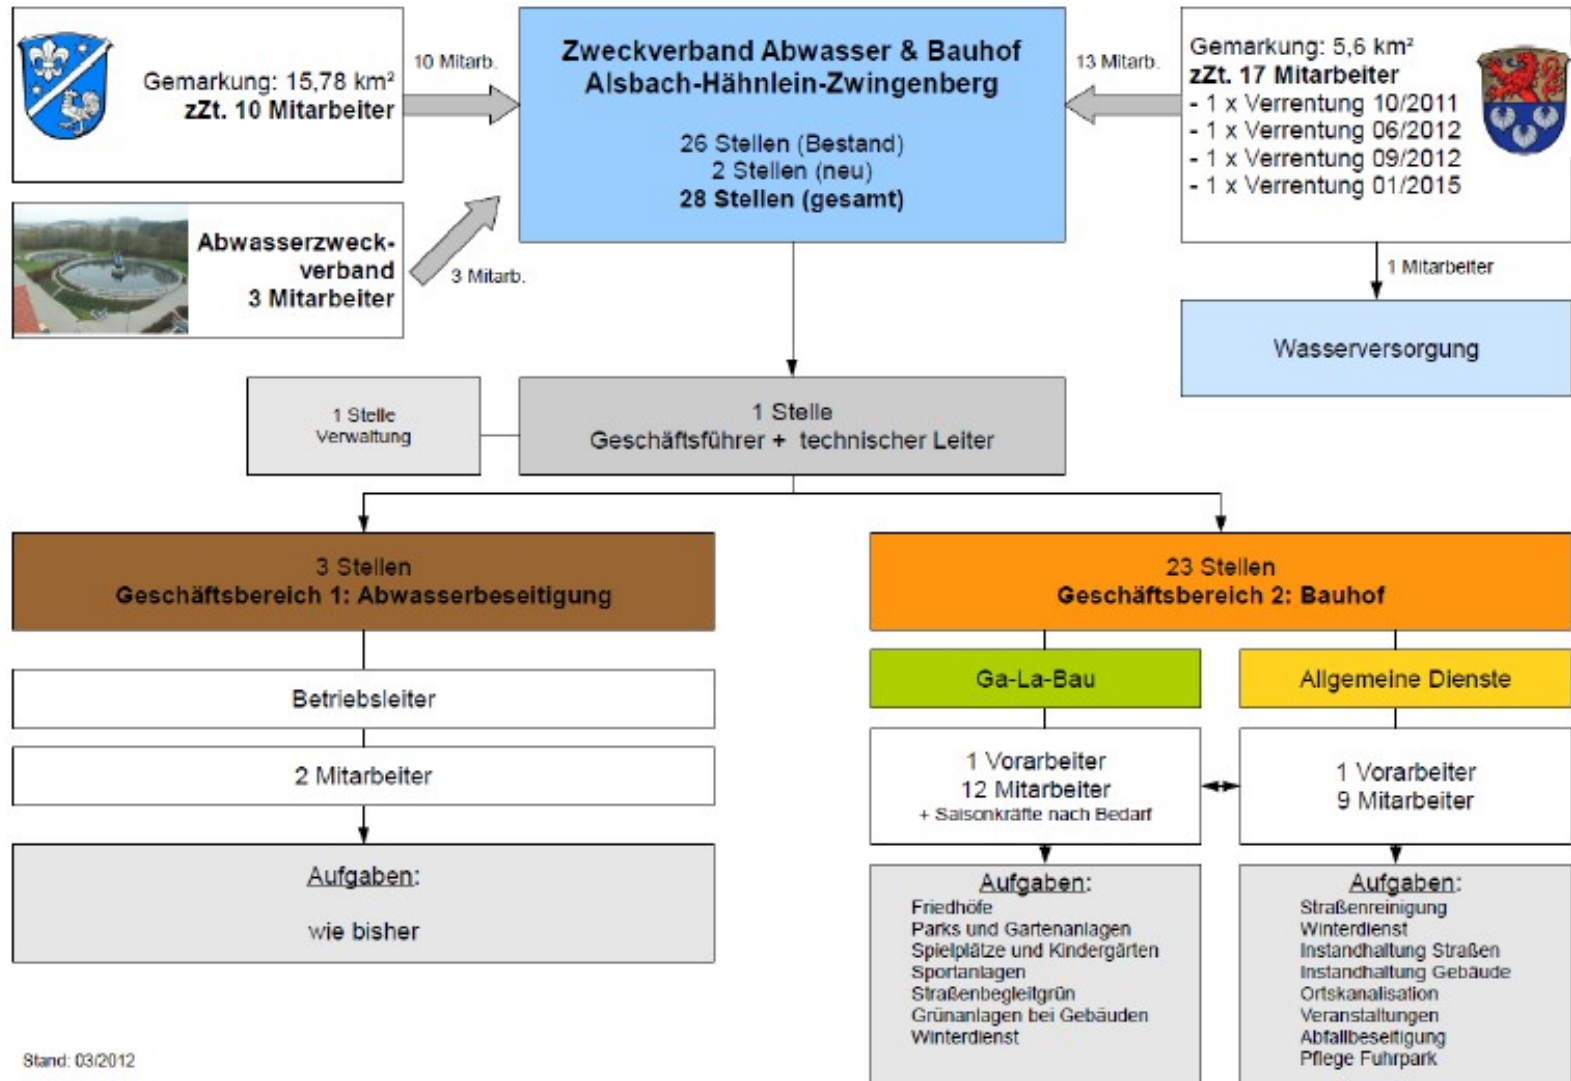 Gemarkung: 15,78 km²
zZt. 10 Mitarbeiter
10 Mitarb.
Zweckverband Abwasser & Bauhof
Alsbach-Hähnlein-Zwingenberg
26 Stellen (Bestand)
2 Stellen (neu)
28 Stellen (gesamt)
13 Mitarb.
Gemarkung: 5,6 km²
zZt. 17 Mitarbeiter
- 1 x Verrentung 10/2011
- 1 x Verrentung 06/2012
- 1 x Verrentung 09/2012
- 1 x Verrentung 01/2015
Abwasserzweck-
verband
3 Mitarbeiter
3 Mitarb.
1 Mitarbeiter
Wasserversorgung
1 Stelle
Verwaltung
1 Stelle
Geschäftsführer + technischer Leiter
3 Stellen
Geschäftsbereich 1: Abwasserbeseitigung
Betriebsleiter
2 Mitarbeiter
Aufgaben:
wie bisher
23 Stellen
Geschäftsbereich 2: Bauhof
Ga-La-Bau
1 Vorarbeiter
12 Mitarbeiter
+ Saisonkräfte nach Bedarf
Aufgaben:
Friedhöfe
Parks und Gartenanlagen
Spielplätze und Kindergärten
Sportanlagen
Straßenbegleitgrün
Grünanlagen bei Gebäuden
Winterdienst
Allgemeine Dienste
1 Vorarbeiter
9 Mitarbeiter
Aufgaben:
Straßenreinigung
Winterdienst
Instandhaltung Straßen
Instandhaltung Gebäude
Ortskanalisation
Veranstaltungen
Abfallbeseitigung
Pflege Fuhrpark
Stand: 03/2012